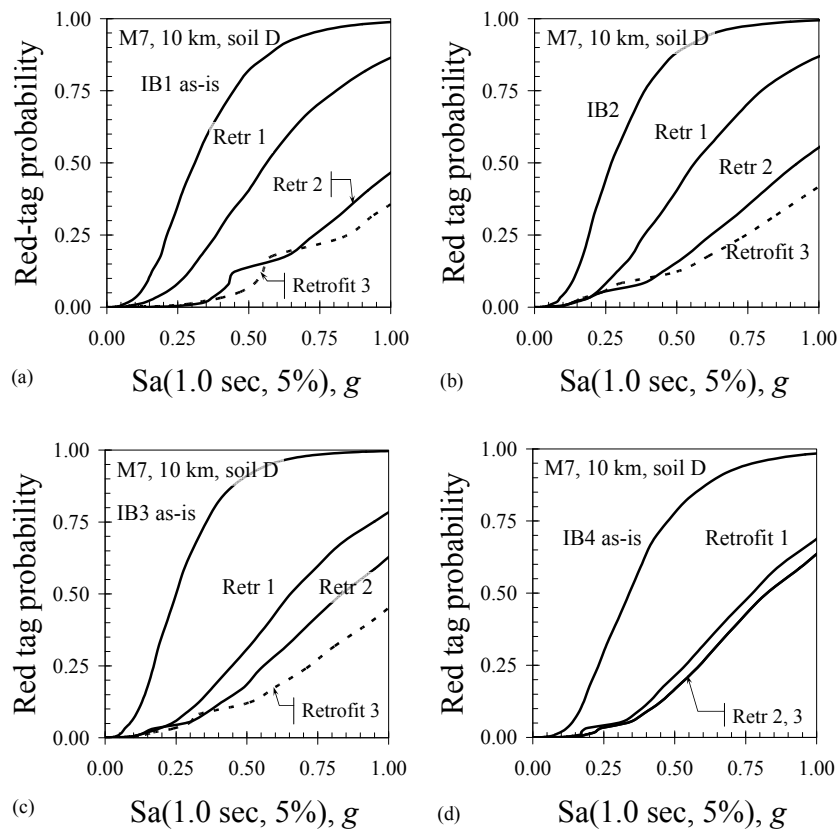 M7, 10 km, soil D
IB1 as-is
Retr 1
Retr 2
Retrofit 3
Red-tag probability
1.00
0.75
0.50
0.25
0.00
0.00 0.25 0.50 0.75 1.00
(a)
Sa(1.0 sec, 5%), g
M7, 10 km, soil D
IB2
Retr 1
Retr 2
Retrofit 3
Red tag probability
1.00
0.75
0.50
0.25
0.00
0.00 0.25 0.50 0.75 1.00
(b)
Sa(1.0 sec, 5%), g
M7, 10 km, soil D
IB3 as-is
Retr 1
Retr 2
Retrofit 3
Red tag probability
1.00
0.75
0.50
0.25
0.00
0.00 0.25 0.50 0.75 1.00
(c)
Sa(1.0 sec, 5%), g
M7, 10 km, soil D
IB4 as-is
Retrofit 1
Retr 2, 3
Red tag probability
1.00
0.75
0.50
0.25
0.00
0.00 0.25 0.50 0.75 1.00
(d)
Sa(1.0 sec, 5%), g